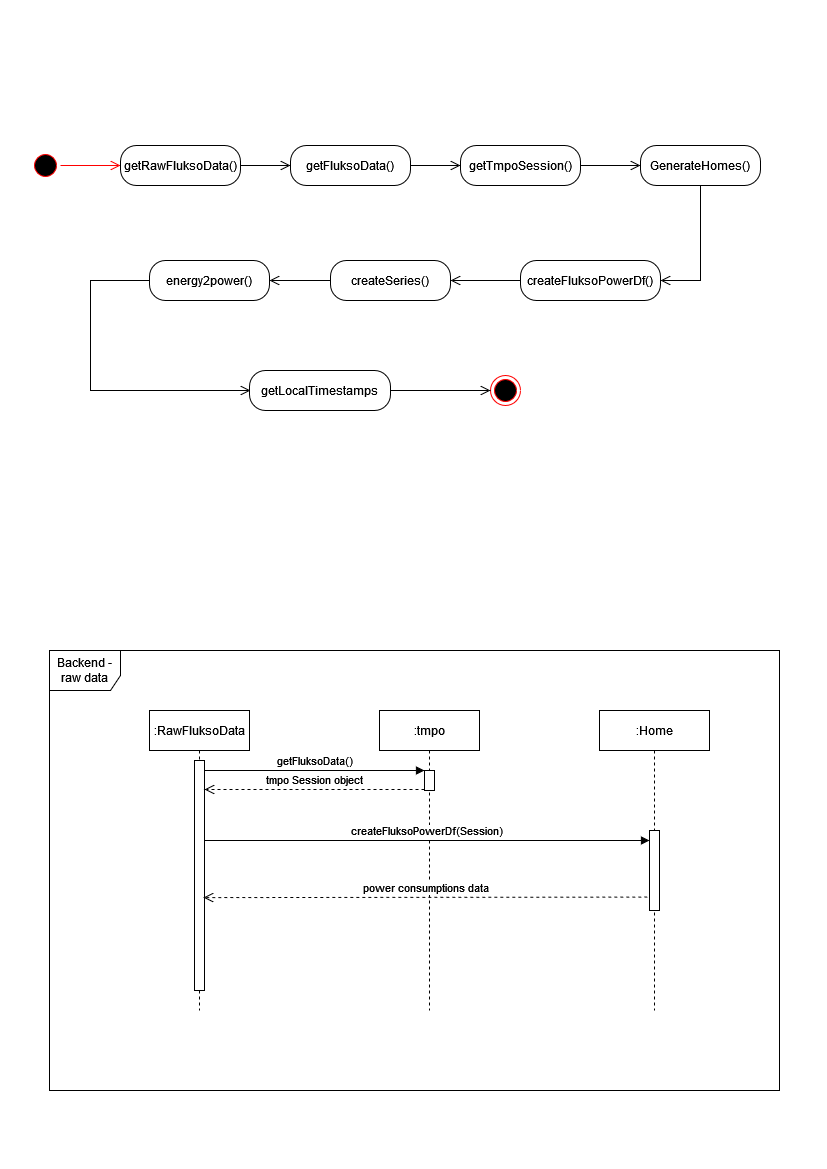 getRawFluksoData()
getFluksoData()
getTmpoSession()
GenerateHomes()
energy2power()
createSeries()
createFluksoPowerDf()
getLocalTimestamps
Backend -
raw data
:RawFluksoData
:tmpo
:Home
getFluksoData()
tmpo Session object
createFluksoPowerDf(Session)
power consumptions data